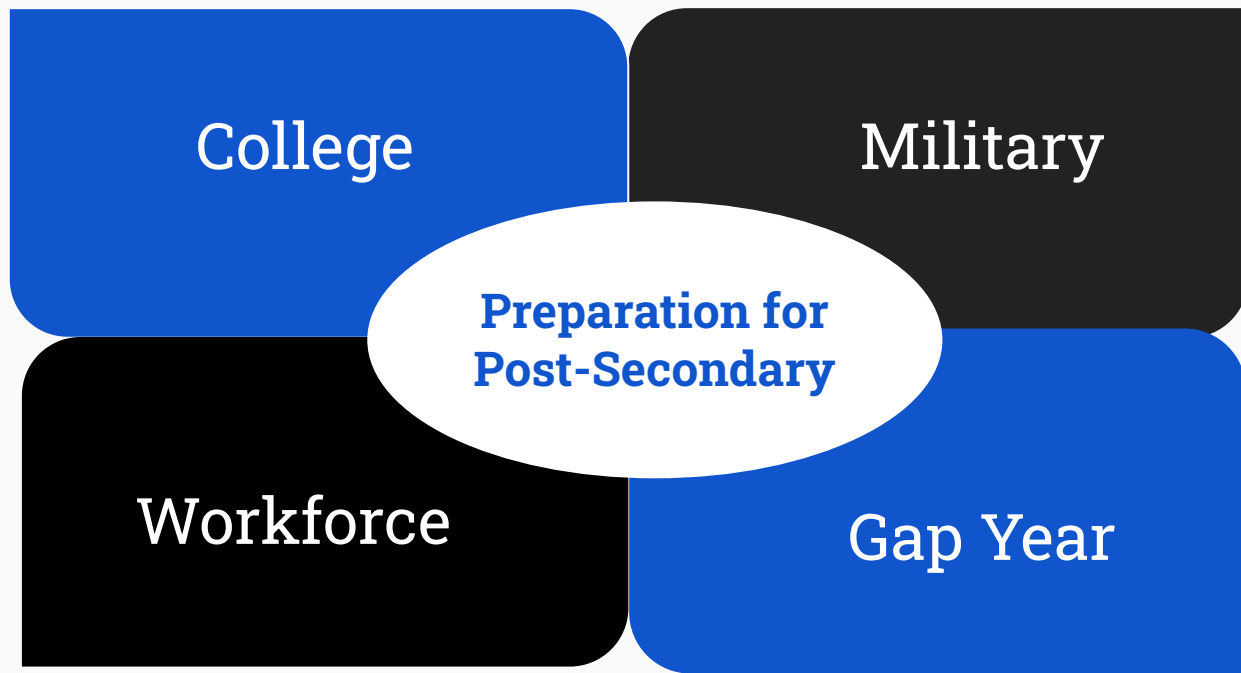 College
Military
Preparation for
Post-Secondary
Workforce
Gap Year